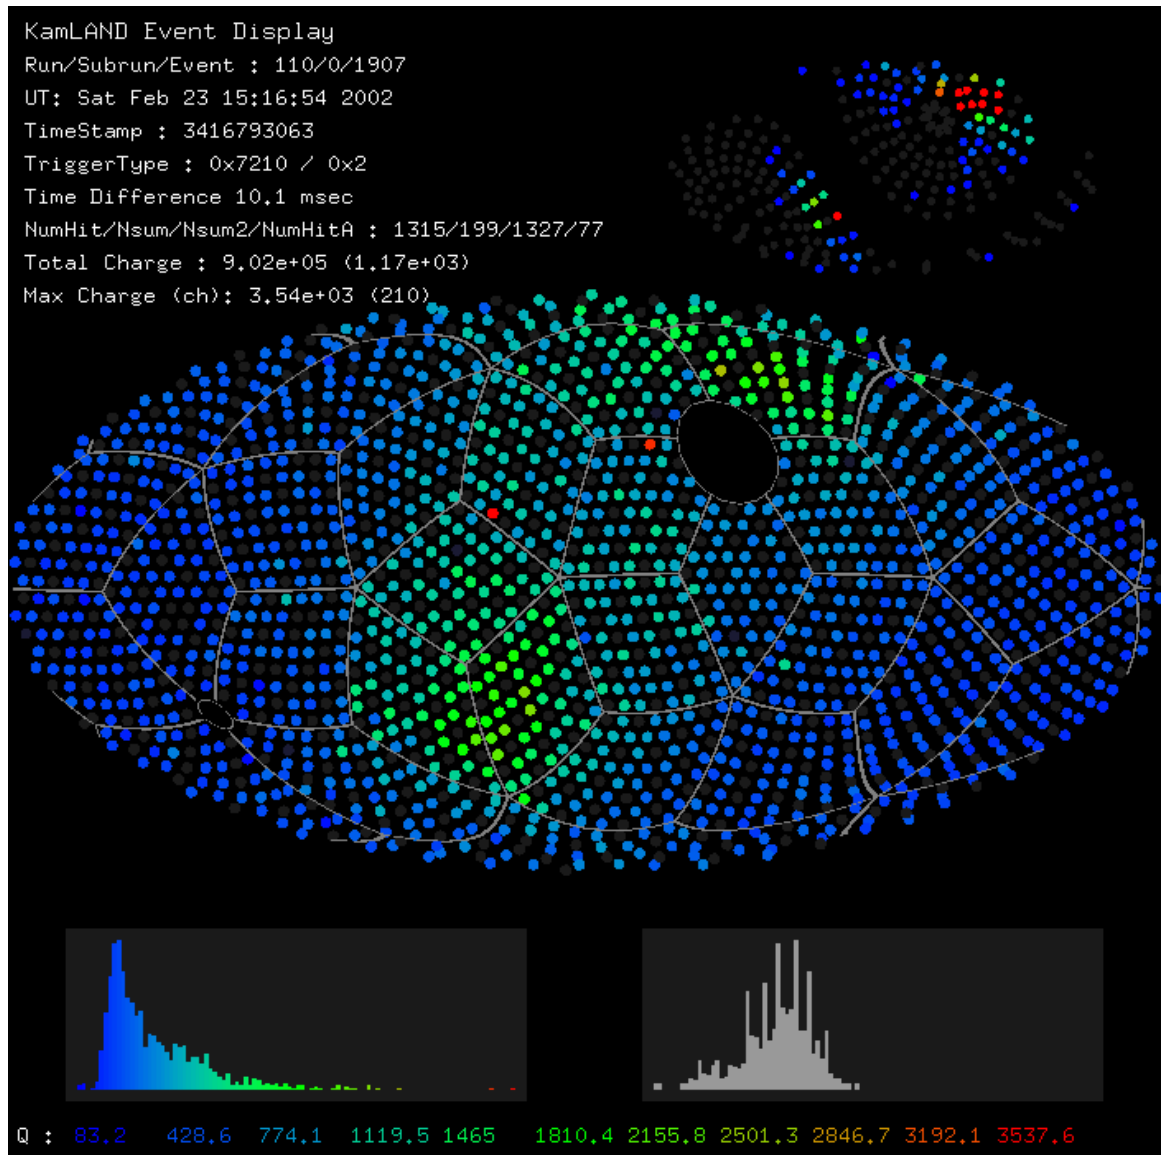 KamLAND Event Display
Run/Subrun/Event : 110/0/1907
UT: Sat Feb 23 15:16:54 2002
TimeStamp : 3416793063
TriggerType : 0x7210 / 0x2
Time Difference 10.1 msec
NumHit/Nsum/Nsum2/NumHitA : 1315/199/1327/77
Total Charge : 9.02e+05 (1.17e+03)
Max Charge (ch): 3.54e+03 (210)
Q : 83.2 428.6 774.1 1119.5 1465 1810.4 2155.8 2501.3 2846.7 3192.1 3537.6